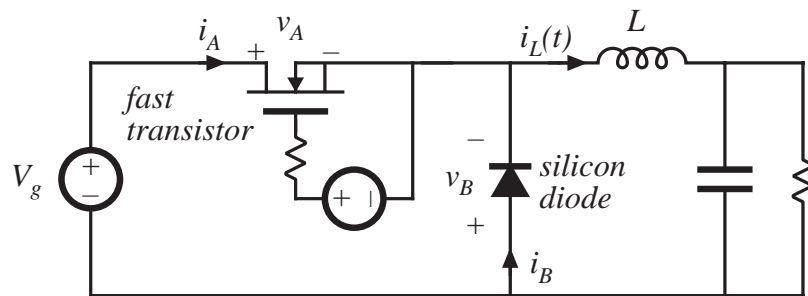 i_A
+ v_A –
i_L(t)
L
fast
transistor
V_g
+
–
+ –
–
v_B
+
silicon
diode
i_B